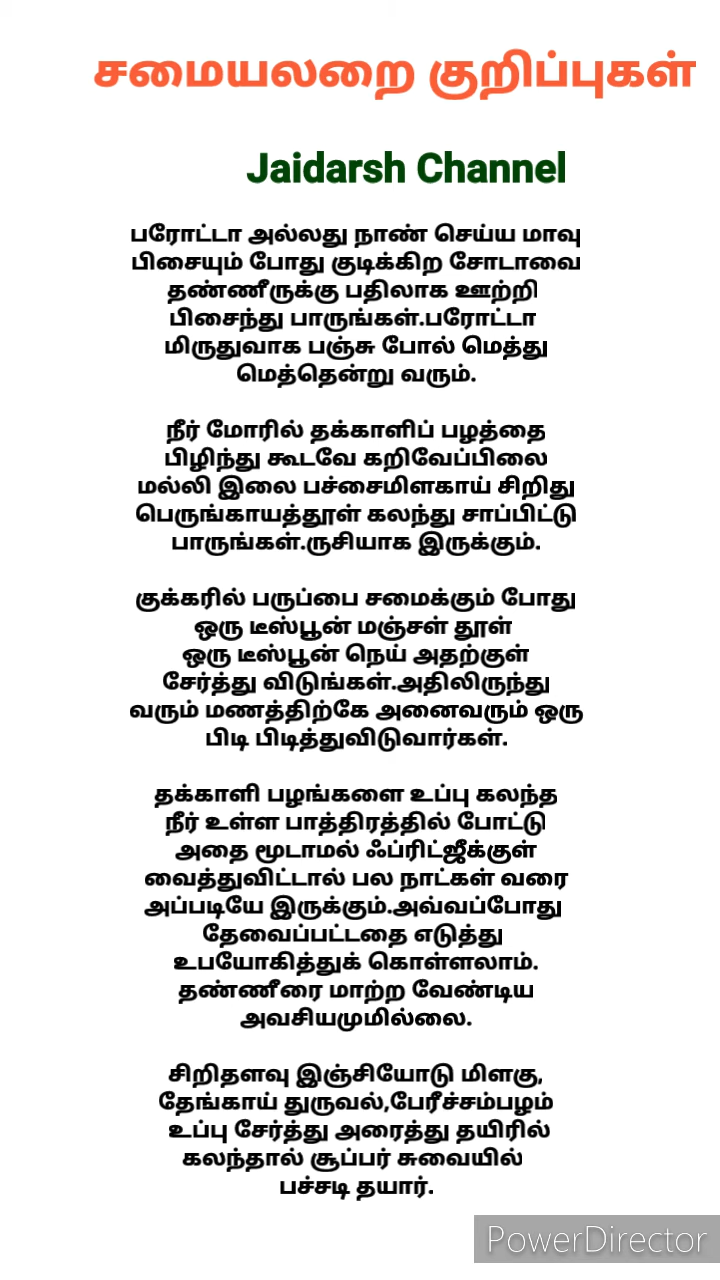 சமையலறை குறிப்புகள்
Jaidarsh Channel
பரோட்டா அல்லது நாண் செய்ய மாவு
பிசையும் போது குடிக்கிற சோடாவை
தண்ணீருக்கு பதிலாக ஊற்றி
பிசைந்து பாருங்கள்.பரோட்டா
மிருதுவாக பஞ்சு போல் மெத்து
மெத்தென்று வரும்.
நீர் மோரில் தக்காளிப் பழத்தை
பிழிந்து கூடவே கறிவேப்பிலை
மல்லி இலை பச்சைமிளகாய் சிறிது
பெருங்காயத்தூள் கலந்து சாப்பிட்டு
பாருங்கள்.ருசியாக இருக்கும்.
குக்கரில் பருப்பை சமைக்கும் போது
ஒரு டீஸ்பூன் மஞ்சள் தூள்
ஒரு டீஸ்பூன் நெய் அதற்குள்
சேர்த்து விடுங்கள்.அதிலிருந்து
வரும் மணத்திற்கே அனைவரும் ஒரு
பிடி பிடித்துவிடுவார்கள்.
தக்காளி பழங்களை உப்பு கலந்த
நீர் உள்ள பாத்திரத்தில் போட்டு
அதை மூடாமல் ஃப்ரிட்ஜீக்குள்
வைத்துவிட்டால் பல நாட்கள் வரை
அப்படியே இருக்கும்.அவ்வப்போது
தேவைப்பட்டதை எடுத்து
உபயோகித்துக் கொள்ளலாம்.
தண்ணீரை மாற்ற வேண்டிய
அவசியமுமில்லை.
சிறிதளவு இஞ்சியோடு மிளகு,
தேங்காய் துருவல்,பேரீச்சம்பழம்
உப்பு சேர்த்து அரைத்து தயிரில்
கலந்தால் சூப்பர் சுவையில்
பச்சடி தயார்.
PowerDirector